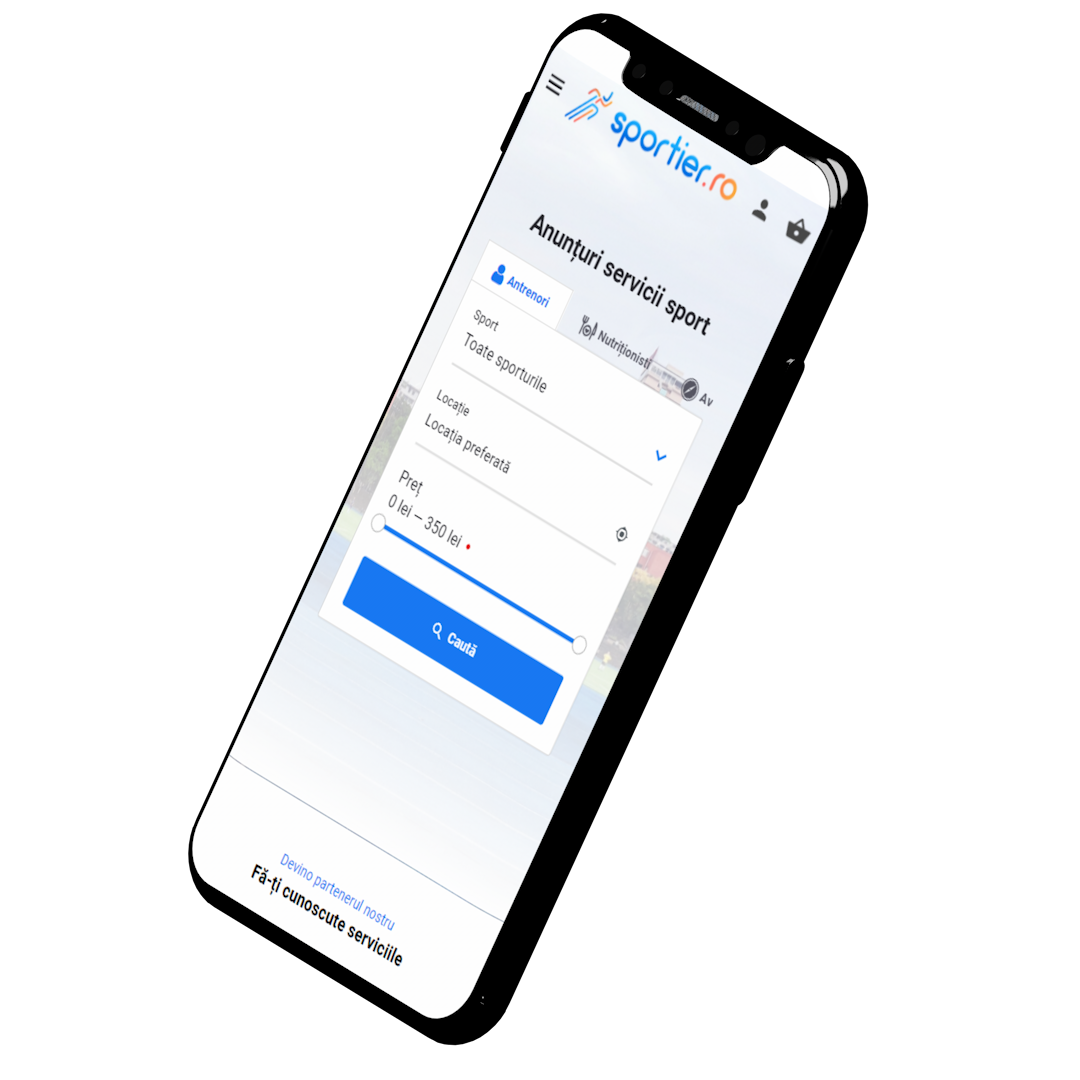 sportier.ro
Anunțuri servicii sport
Antrenori
Nutriționisti
Av
Sport
Toate sporturile
Locație
Locația preferată
Preț
0 lei – 350 lei
Caută
Devino partenerul nostru
Fă-ți cunoscute serviciile